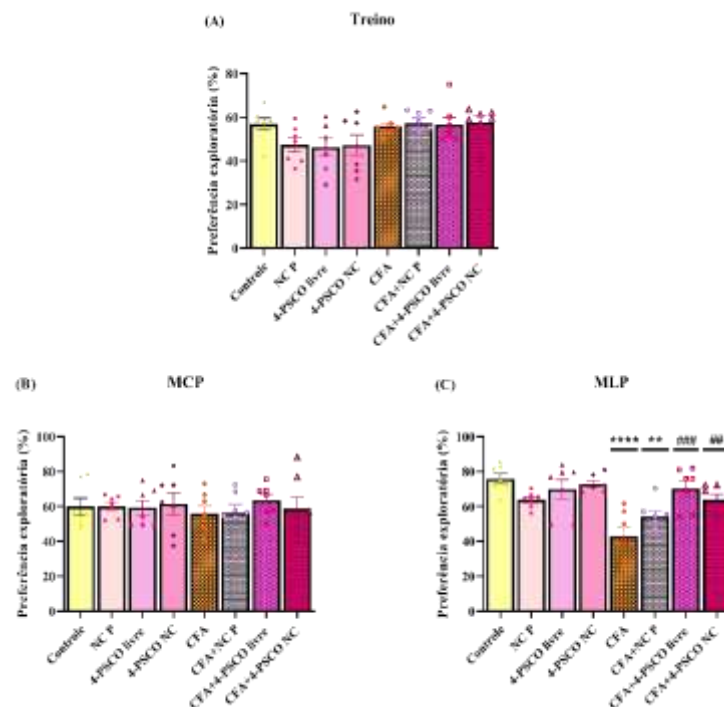 (A) Treino
Preferência exploratória (%)
80
60
40
20
0
Controle
NC P
4-PSCO livre
4-PSCO NC
CFA
CFA+NC P
CFA+4-PSCO livre
CFA+4-PSCO NC
(B) MCP
Preferência exploratória (%)
100
80
60
40
20
0
Controle
NC P
4-PSCO livre
4-PSCO NC
CFA
CFA+NC P
CFA+4-PSCO livre
CFA+4-PSCO NC
(C) MLP
Preferência exploratória (%)
100
80
60
40
20
0
**** ** ### ##
Controle
NC P
4-PSCO livre
4-PSCO NC
CFA
CFA+NC P
CFA+4-PSCO livre
CFA+4-PSCO NC